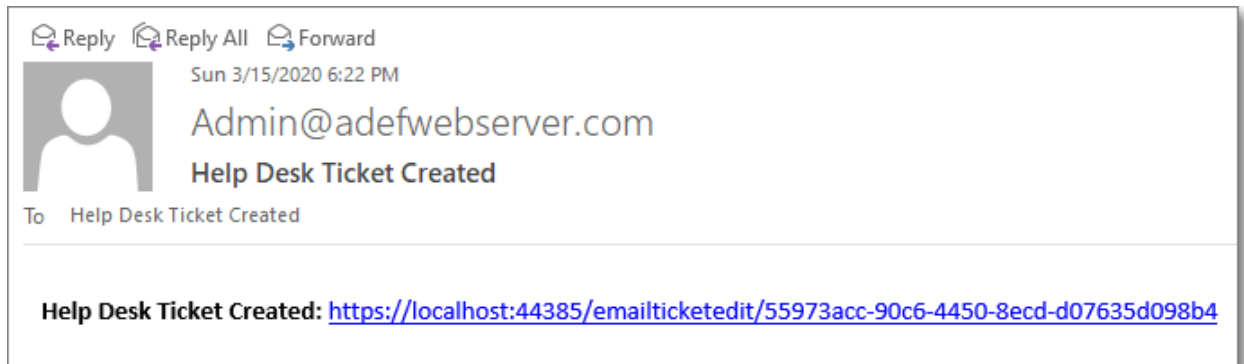 Reply Reply All Forward
Sun 3/15/2020 6:22 PM
Admin@adefwebserver.com
Help Desk Ticket Created
To Help Desk Ticket Created
Help Desk Ticket Created: https://localhost:44385/emailticketedit/55973acc-90c6-4450-8ecd-d07635d098b4